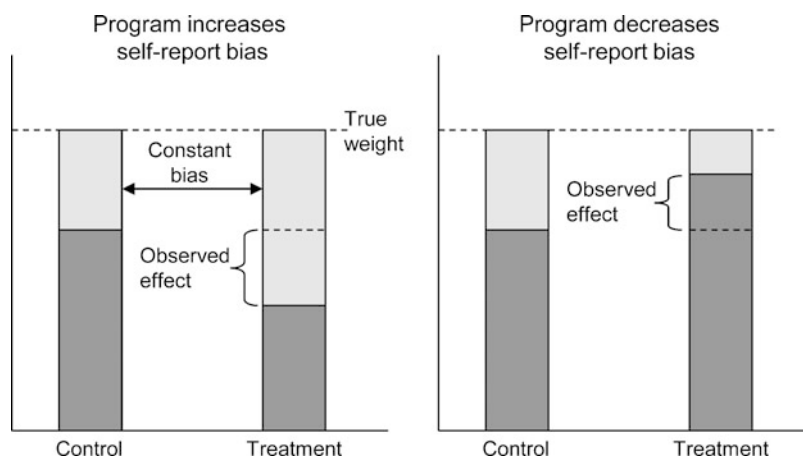 Program increases
self-report bias
True
weight
Constant
bias
Observed
effect
Control
Treatment
Program decreases
self-report bias
Observed
effect
Control
Treatment